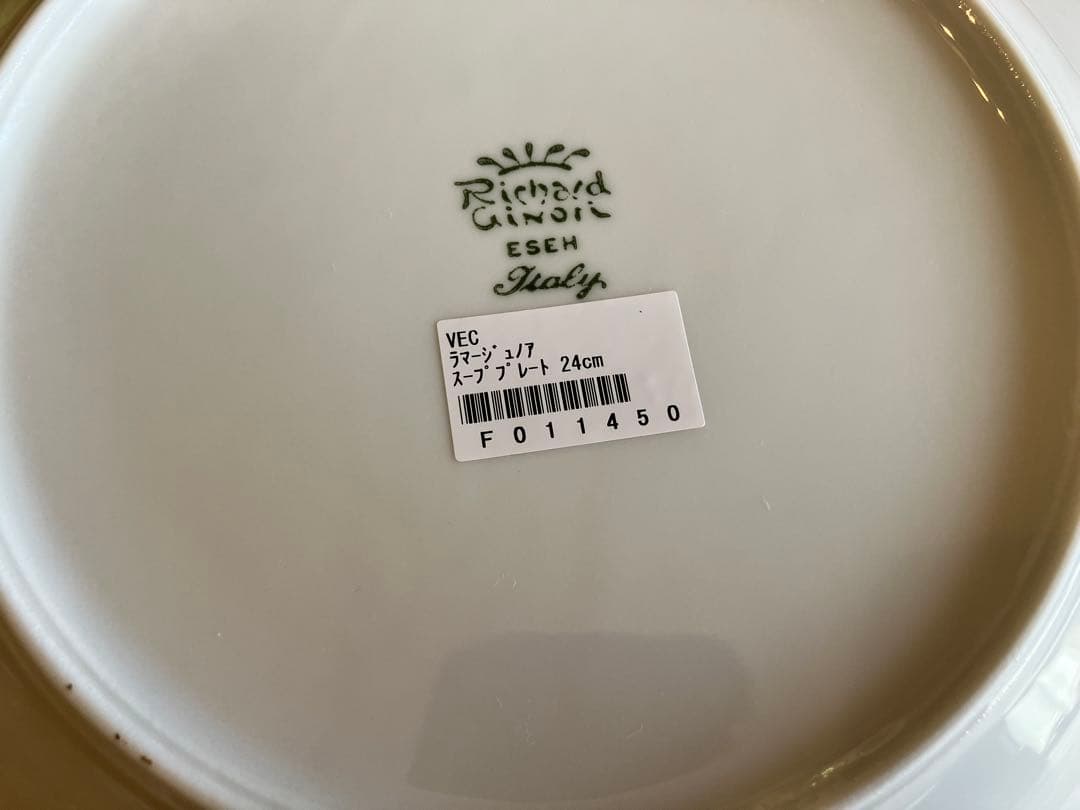 Richard
Ginori
ESEH
Italy
VEC
ﾗﾏｰｼﾞｭﾉｱ
ｽｰﾌﾟﾌﾟﾚｰﾄ 24cm
F011450